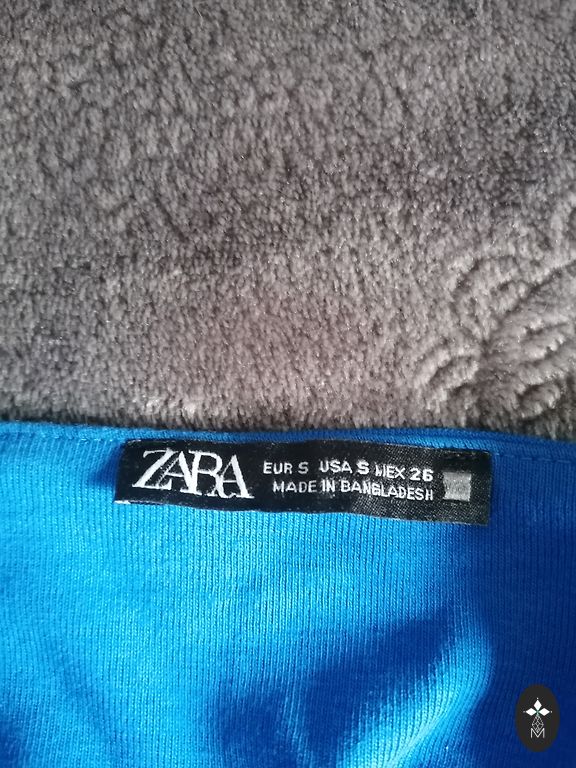 ZARA EUR S USA S MEX 26
MADE IN BANGLADESH
M